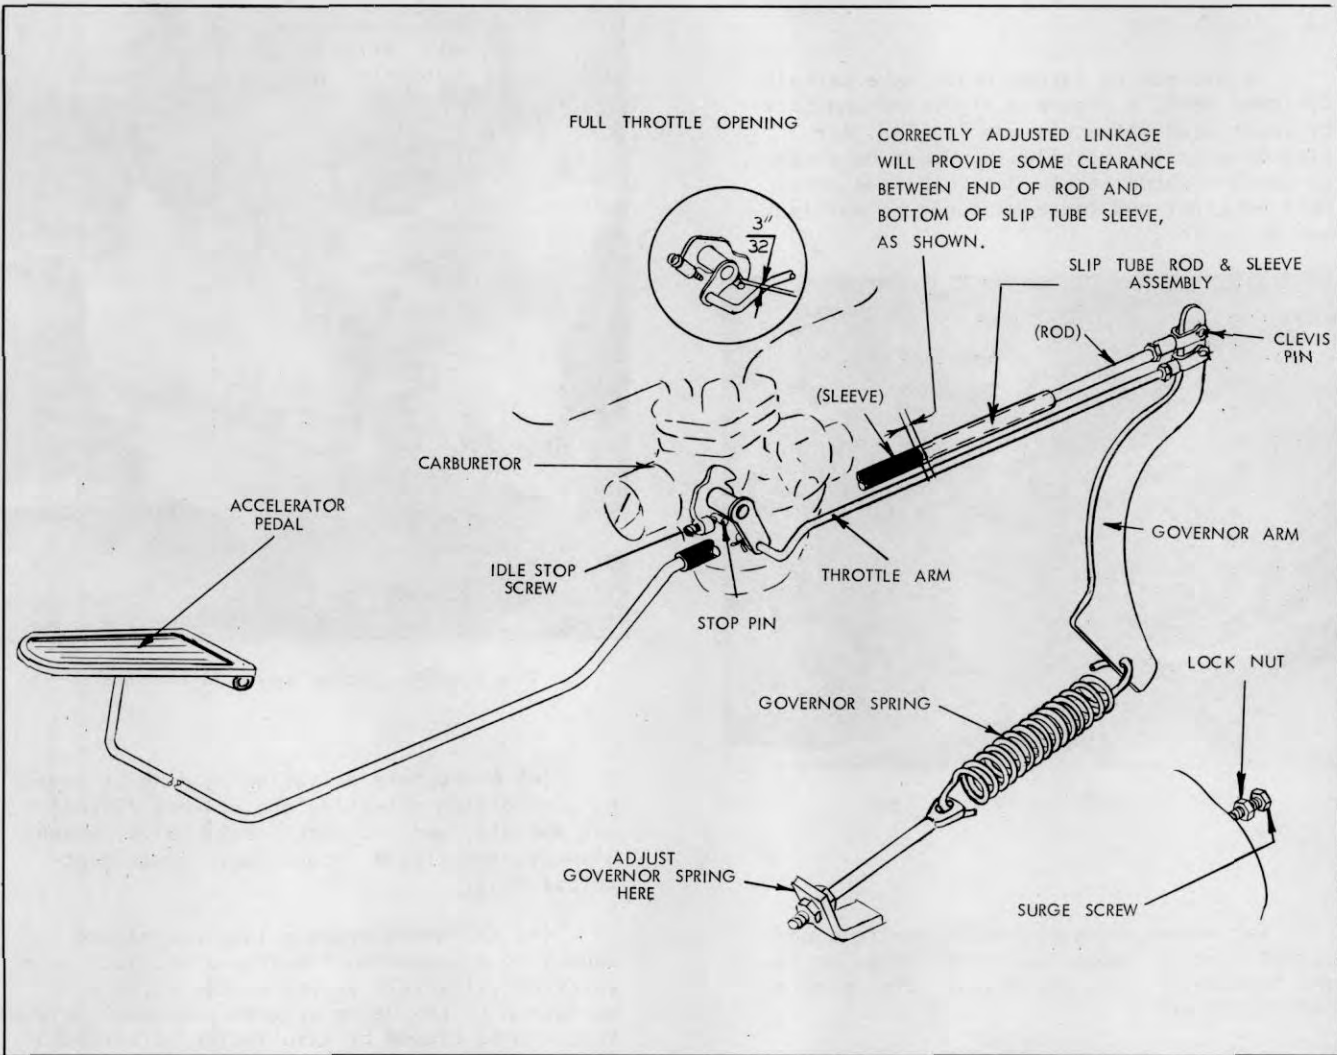 FULL THROTTLE OPENING
CORRECTLY ADJUSTED LINKAGE
WILL PROVIDE SOME CLEARANCE
BETWEEN END OF ROD AND
BOTTOM OF SLIP TUBE SLEEVE,
AS SHOWN.
3"
32
SLIP TUBE ROD & SLEEVE
ASSEMBLY
(ROD)
CLEVIS
PIN
(SLEEVE)
CARBURETOR
ACCELERATOR
PEDAL
GOVERNOR ARM
IDLE STOP
SCREW
THROTTLE ARM
STOP PIN
LOCK NUT
GOVERNOR SPRING
ADJUST
GOVERNOR SPRING
HERE
SURGE SCREW